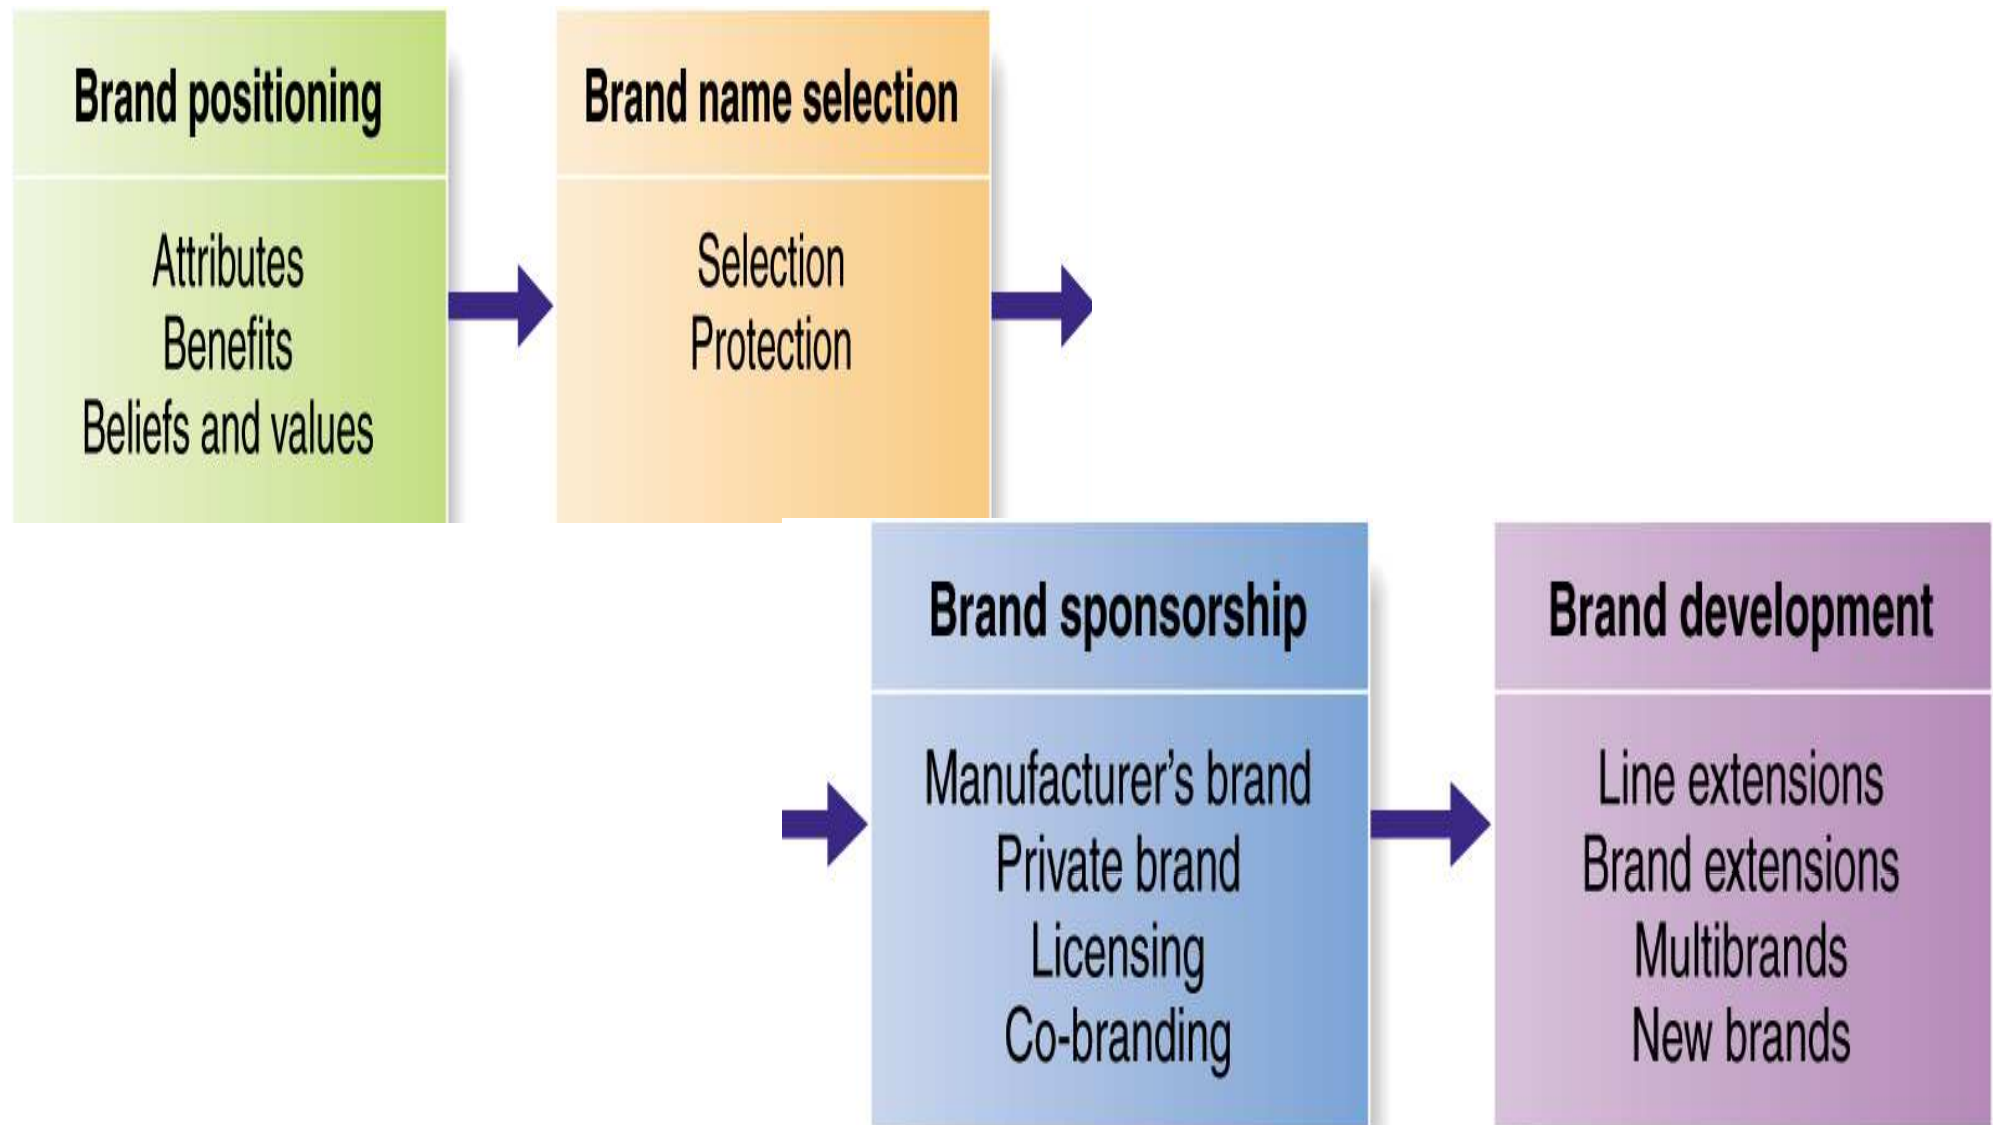 Brand positioning
Attributes
Benefits
Beliefs and values
Brand name selection
Selection
Protection
Brand sponsorship
Manufacturer’s brand
Private brand
Licensing
Co-branding
Brand development
Line extensions
Brand extensions
Multibrands
New brands